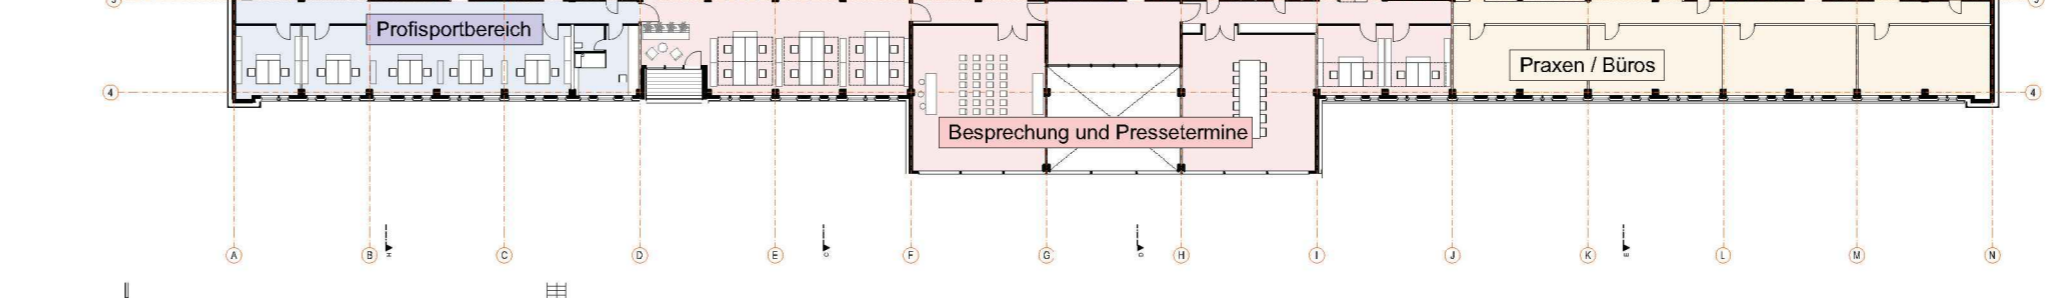 Profisportbereich
Praxen / Büros
4
4
Besprechung und Pressetermine
A B C D E F G H I J K L M N